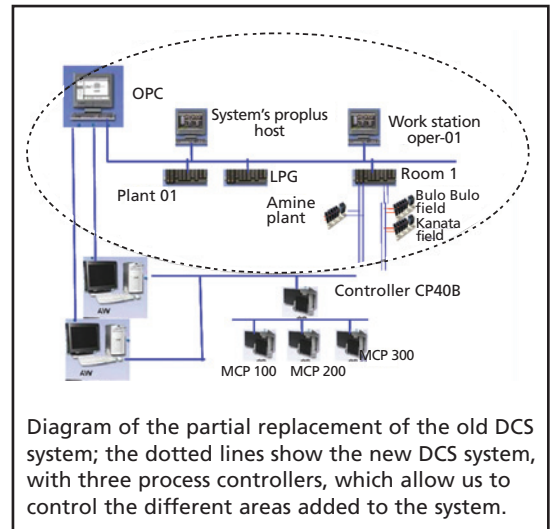 OPC
System's proplus
host
Work station
oper-01
Plant 01
LPG
Room 1
Amine
plant
Bulo Bulo
field
Kanata
field
Controller CP40B
AW
AW
MCP 100
MCP 200
MCP 300
Diagram of the partial replacement of the old DCS
system; the dotted lines show the new DCS system,
with three process controllers, which allow us to
control the different areas added to the system.